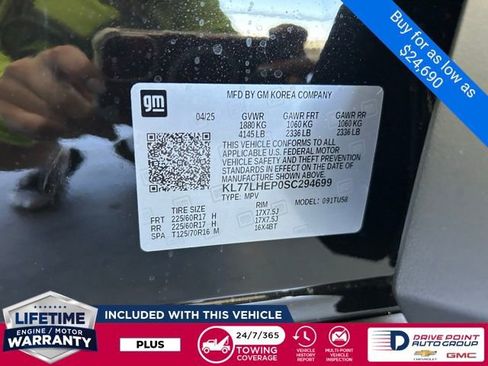 Buy for as low as
$24,690
gm
MFD BY GM KOREA COMPANY
04/25 GVWR GAWR FRT GAWR RR
1880 KG 1060 KG 1060 KG
4145 LB 2336 LB 2336 LB
THIS VEHICLE CONFORMS TO ALL
APPLICABLE U.S. FEDERAL MOTOR
VEHICLE SAFETY AND THEFT PREVENTION
STANDARDS IN EFFECT ON THE DATE OF
MANUFACTURE SHOWN ABOVE.
KL77LHEP0SC294699
TYPE: MPV 091TUS8
TIRE SIZE RIM
FRT 225/60R17 H 17X7.5J
RR 225/60R17 H 17X7.5J
SPA T125/70R16 M 16X4BT
LIFETIME
ENGINE / MOTOR
WARRANTY
INCLUDED WITH THIS VEHICLE
PLUS
24/7/365
TOWING
COVERAGE
VEHICLE HISTORY
REPORT
MULTI-POINT VEHICLE
INSPECTION
DRIVE POINT
AUTO GROUP
CHEVROLET GMC